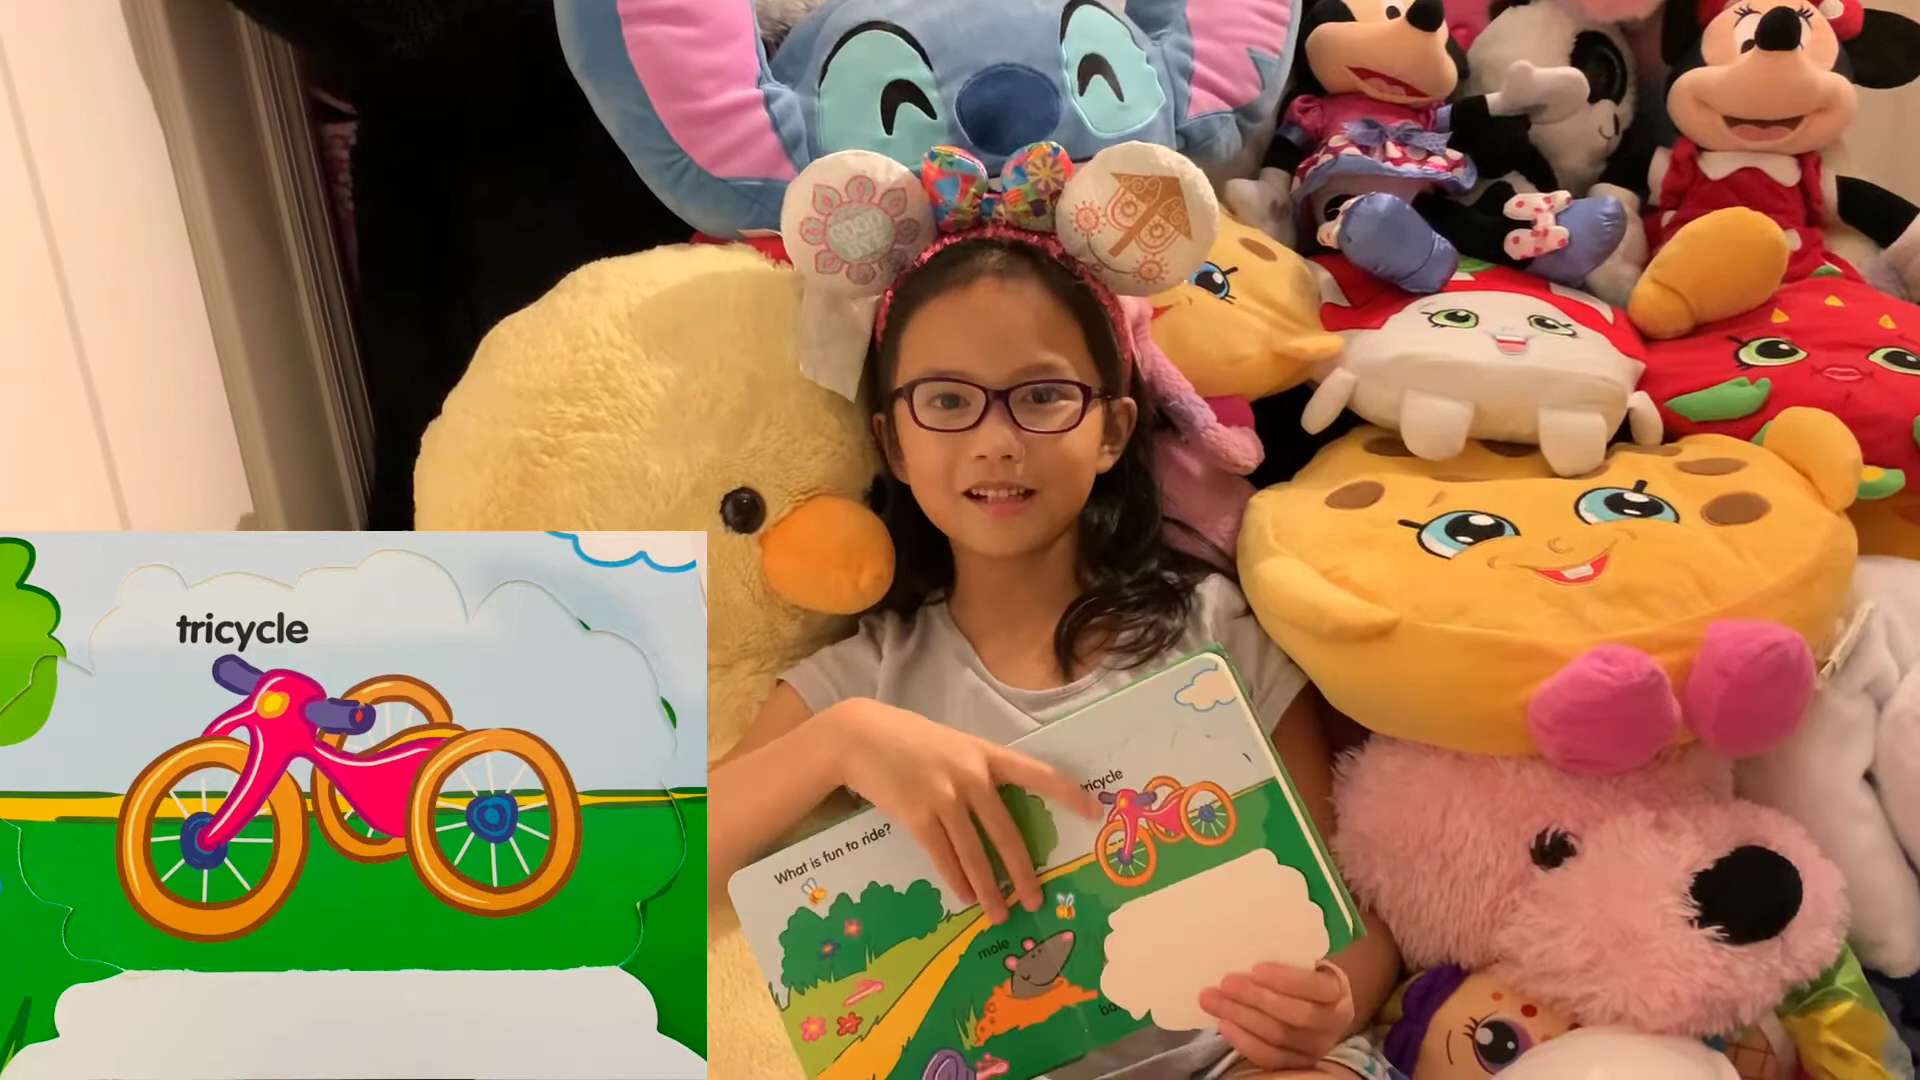 tricycle
tricycle
What is fun to ride?
mole